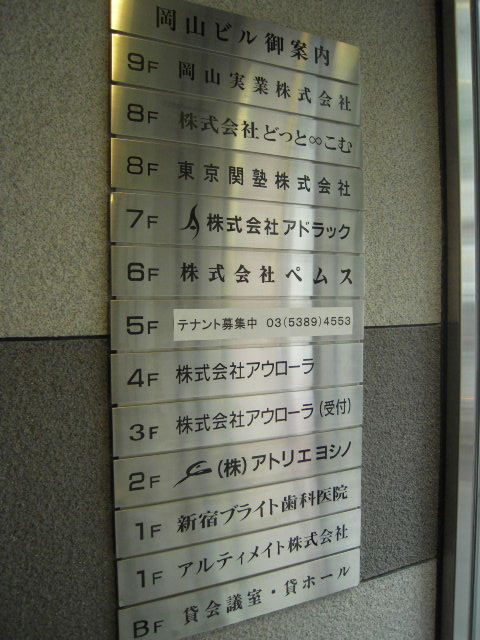 岡山ビル御案内
9F 岡山実業株式会社
8F 株式会社どっと∞こむ
8F 東京関塾株式会社
7F 株式会社アドラック
6F 株式会社ペムス
5F テナント募集中 03(5389)4553
4F 株式会社アウローラ
3F 株式会社アウローラ(受付)
2F (株)アトリエヨシノ
1F 新宿ブライト歯科医院
1F アルティメイト株式会社
BF 貸会議室・貸ホール